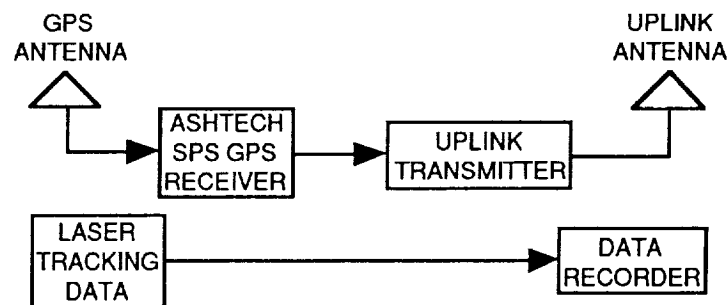 GPS
ANTENNA
UPLINK
ANTENNA
ASHTECH
SPS GPS
RECEIVER
UPLINK
TRANSMITTER
LASER
TRACKING
DATA
DATA
RECORDER